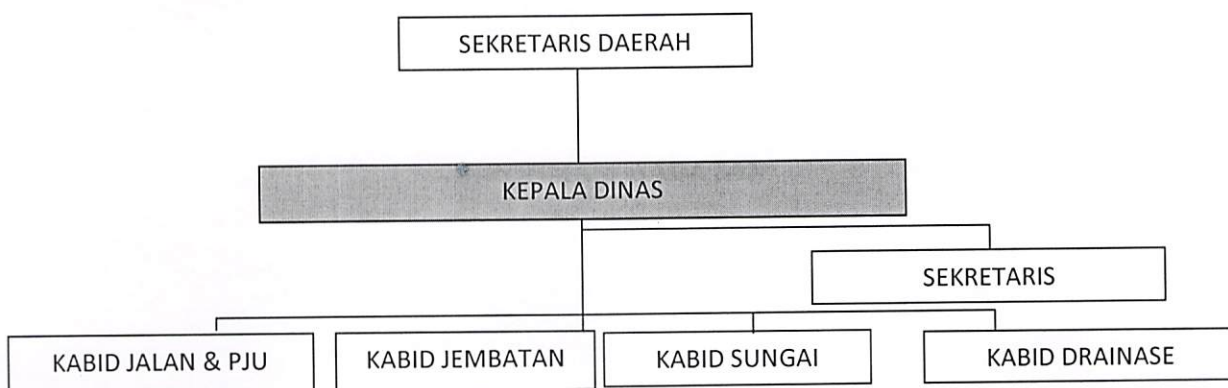 SEKRETARIS DAERAH
KEPALA DINAS
SEKRETARIS
KABID JALAN & PJU
KABID JEMBATAN
KABID SUNGAI
KABID DRAINASE